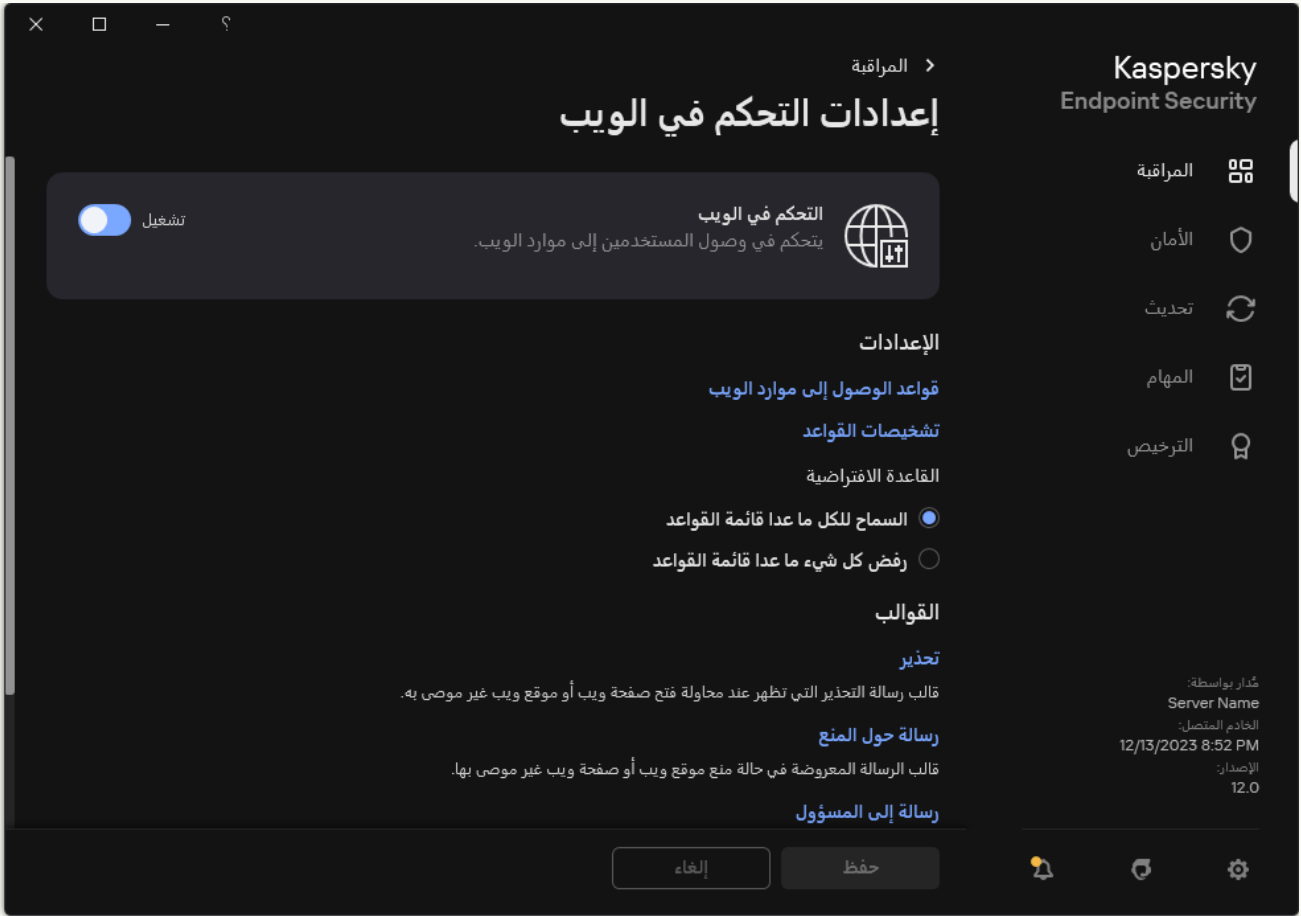 ؟
Kaspersky
Endpoint Security
المراقبة
الأمان
تحديث
المهام
الترخيص
مُدار بواسطة:
Server Name
الخادم المتصل:
12/13/2023 8:52 PM
الإصدار:
12.0
المراقبة
إعدادات التحكم في الويب
التحكم في الويب
يتحكم في وصول المستخدمين إلى موارد الويب.
تشغيل
الإعدادات
قواعد الوصول إلى موارد الويب
تشخيصات القواعد
القاعدة الافتراضية
السماح للكل ما عدا قائمة القواعد
رفض كل شيء ما عدا قائمة القواعد
القوالب
تحذير
قالب رسالة التحذير التي تظهر عند محاولة فتح صفحة ويب أو موقع ويب غير موصى به.
رسالة حول المنع
قالب الرسالة المعروضة في حالة منع موقع ويب أو صفحة ويب غير موصى بها.
رسالة إلى المسؤول
حفظ
إلغاء